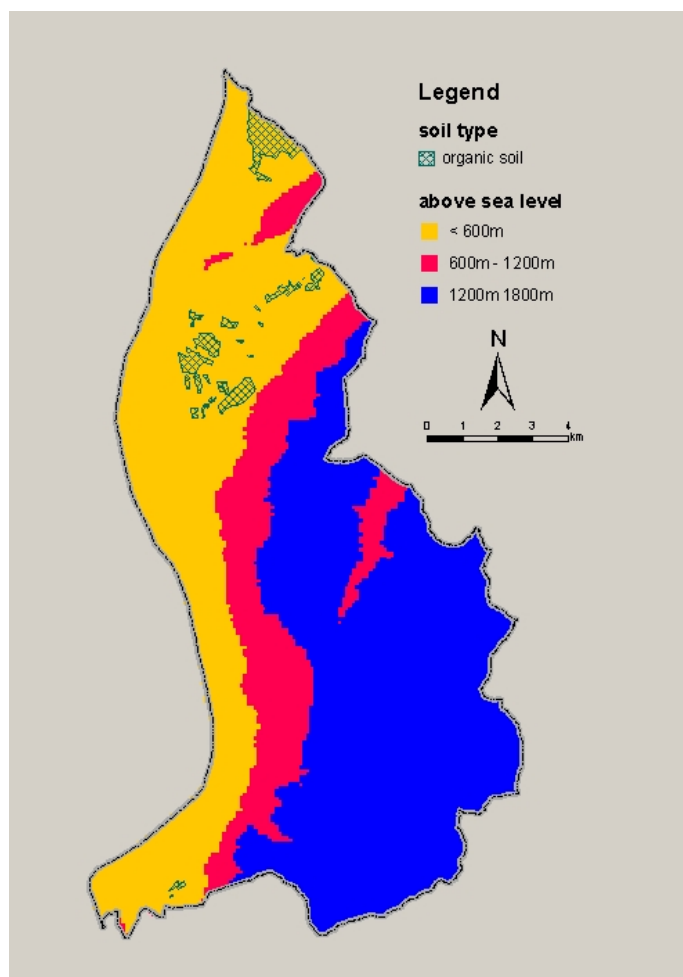 Legend
soil type
organic soil
above sea level
< 600m
600m - 1200m
1200m 1800m
N
0 1 2 3 4
km